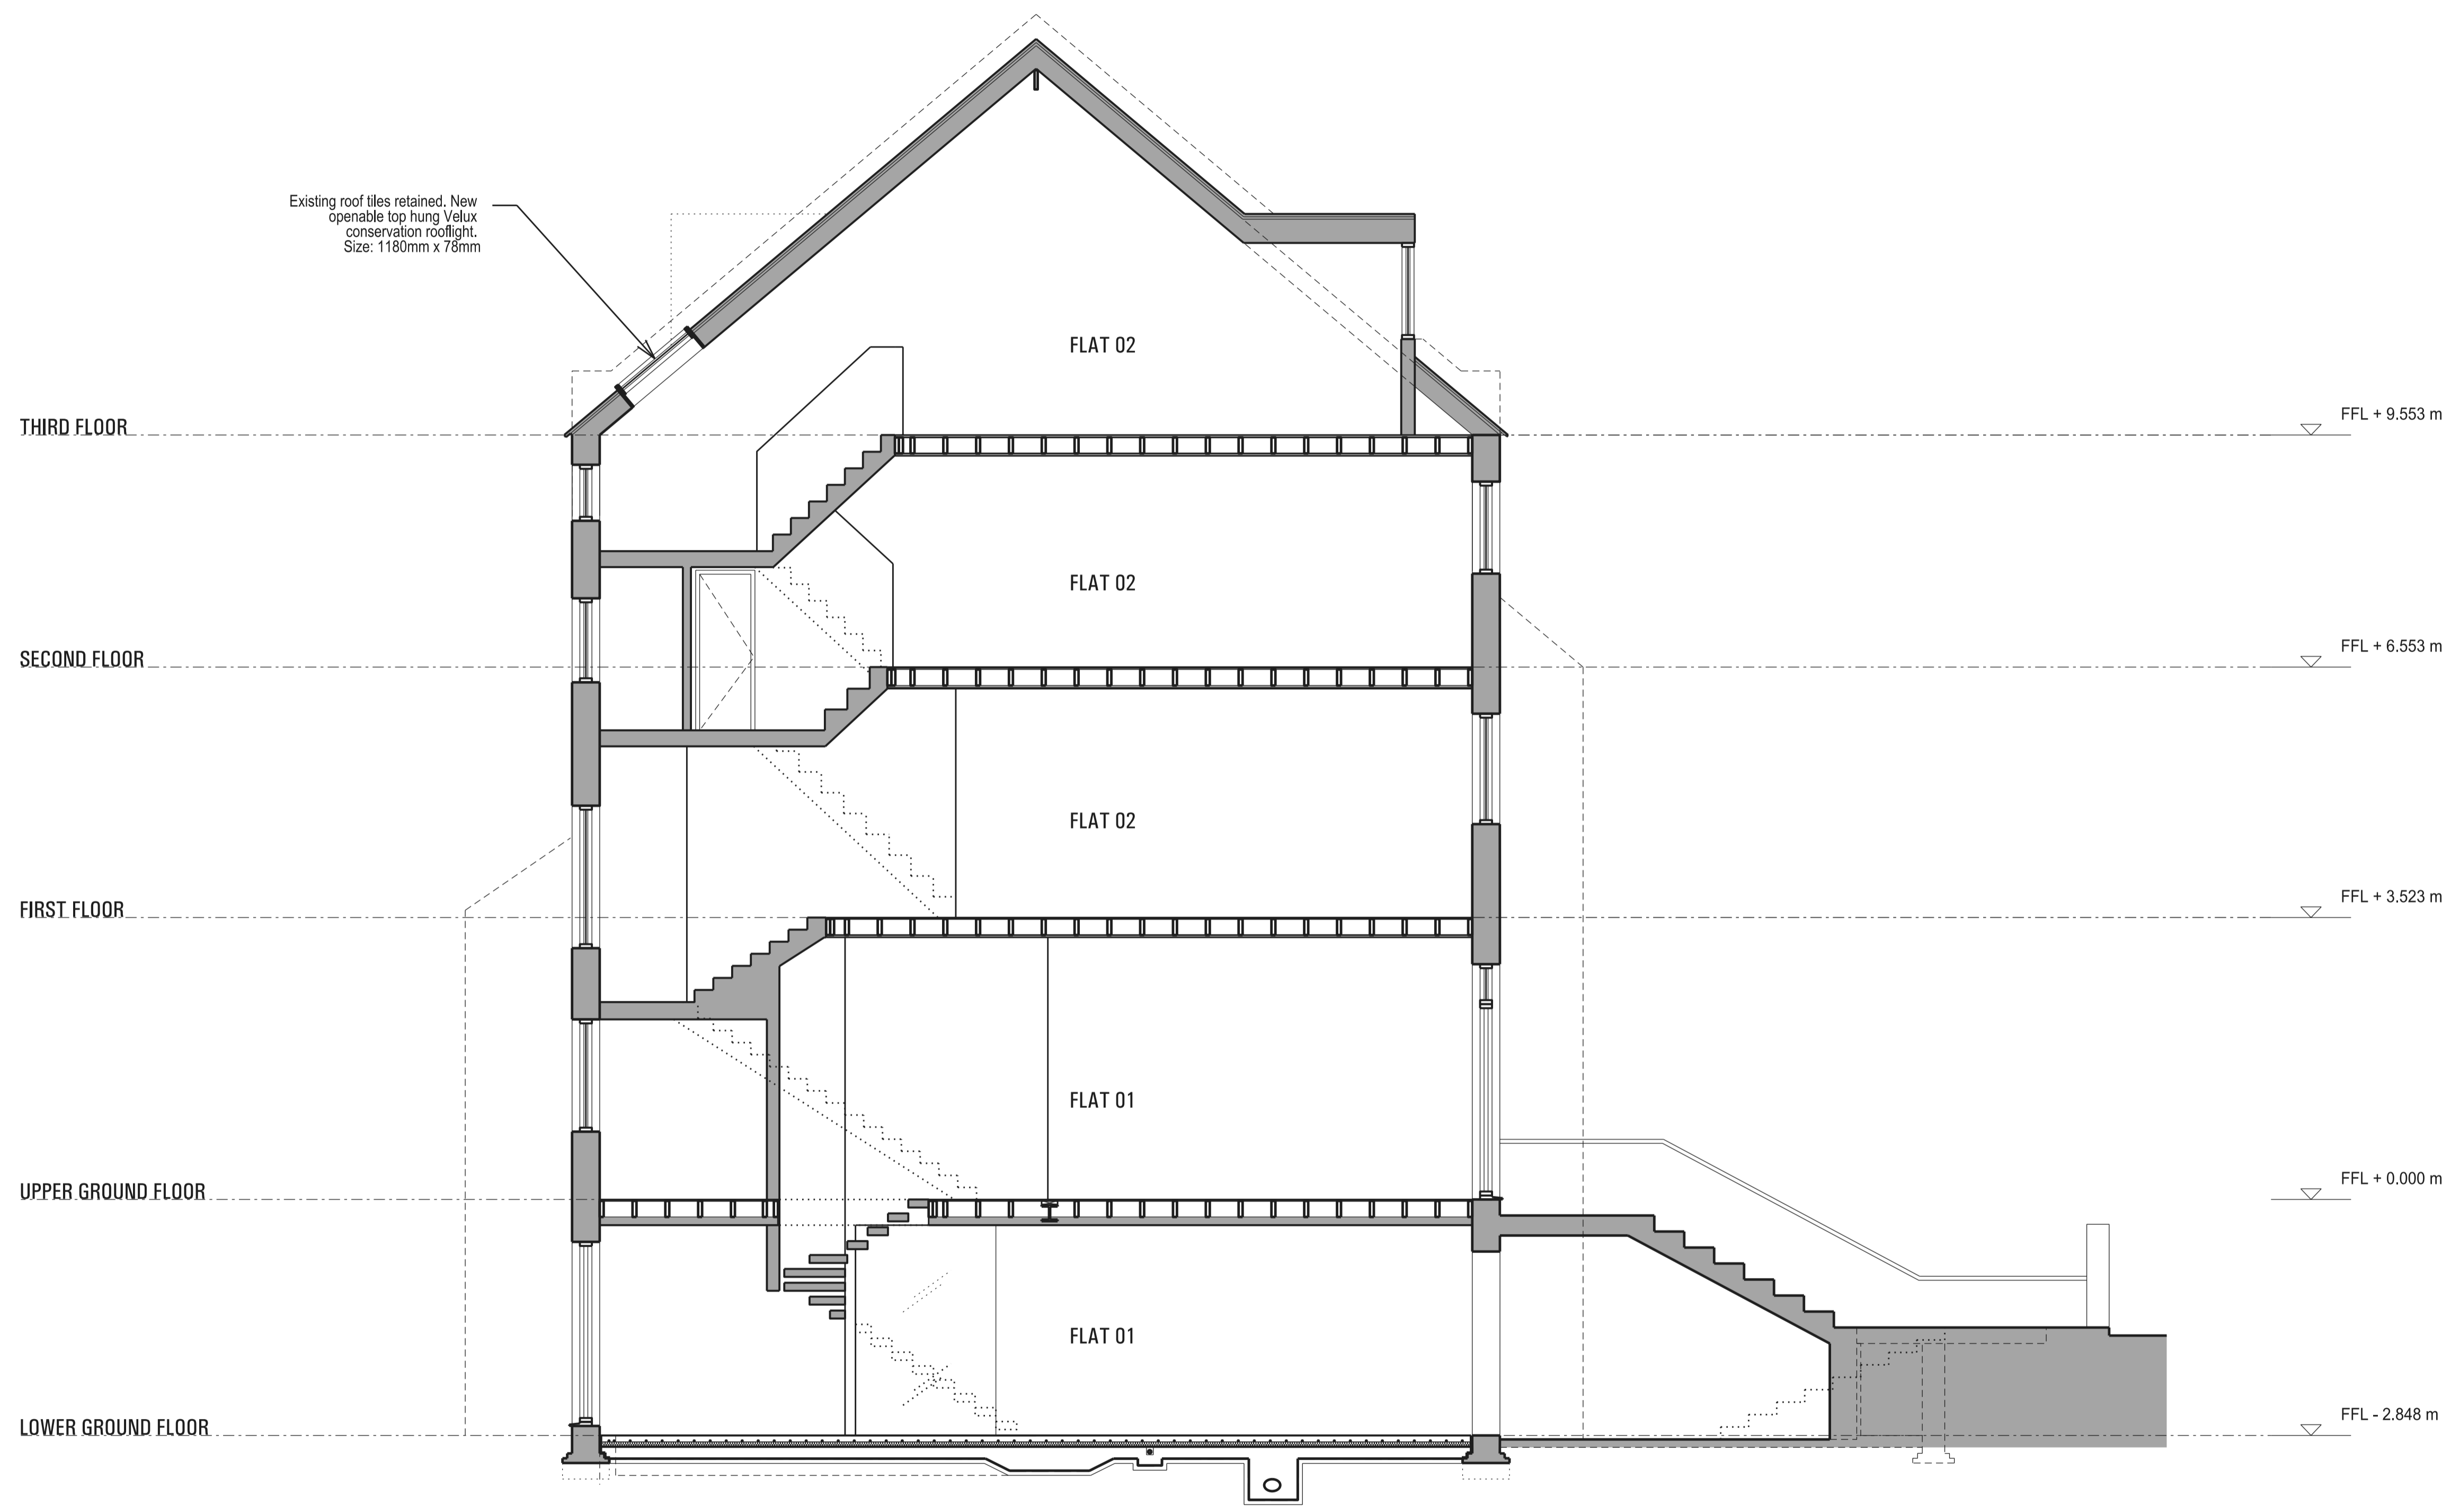 Existing roof tiles retained. New
openable top hung Velux
conservation rooflight.
Size: 1180mm x 78mm
FLAT 02
THIRD FLOOR
FFL + 9.553 m
FLAT 02
SECOND FLOOR
FFL + 6.553 m
FLAT 02
FIRST FLOOR
FFL + 3.523 m
FLAT 01
UPPER GROUND FLOOR
FFL + 0.000 m
FLAT 01
LOWER GROUND FLOOR
FFL - 2.848 m